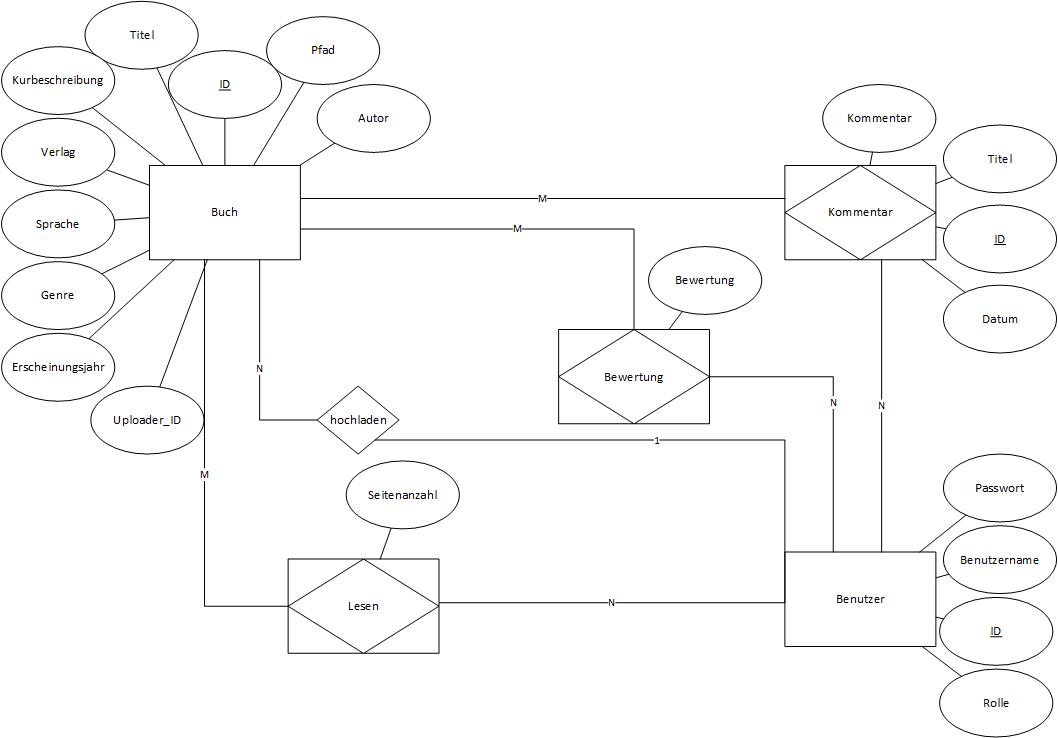 Titel
Pfad
Kurbeschreibung
ID
Autor
Kommentar
Verlag
Titel
M
Buch
Kommentar
Sprache
M
ID
Bewertung
Genre
Datum
Erscheinungsjahr
N
Bewertung
N
N
Uploader_ID
hochladen
1
M
Seitenanzahl
Passwort
Benutzername
Lesen
N
Benutzer
ID
Rolle